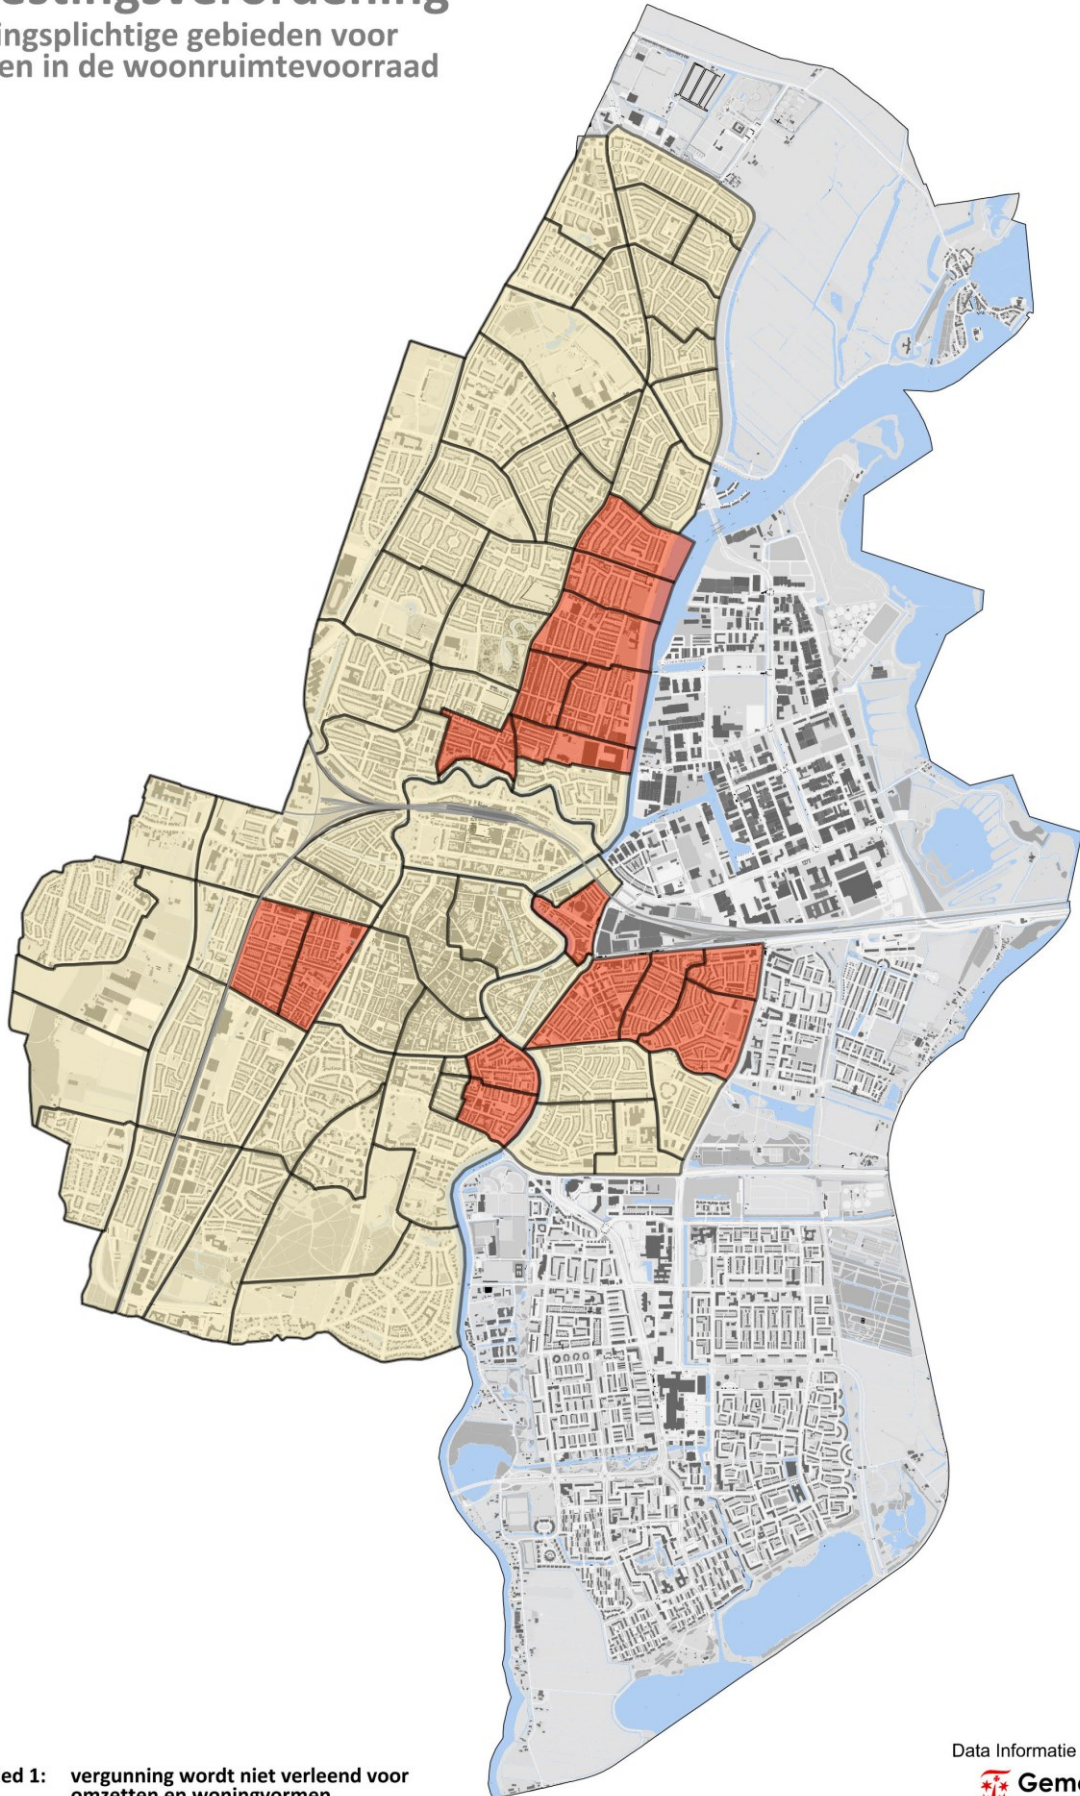 ingsplichtige gebieden voor
en in de woonruimtevoorraad
ed 1: vergunning wordt niet verleend voor
Data Informatie